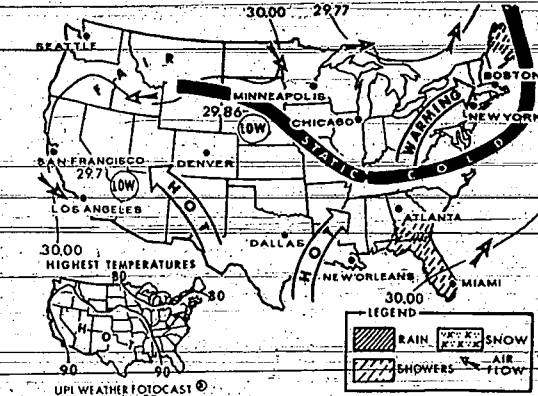 30.00 29.77
SEATTLE
FAIR
BOSTON
MINNEAPOLIS
NEW YORK
29.86
LOW
CHICAGO
WARMING
STATIC COLD
SAN FRANCISCO
29.7
LOW
DENVER
HOT
LOS ANGELES
ATLANTA
DALLAS
HOT
NEW ORLEANS
MIAMI
30.00
30.00
HIGHEST TEMPERATURES
80
80
HOT
90
90
LEGEND
RAIN
SNOW
SHOWERS
AIR FLOW
UPI WEATHER FOTOCAST ®